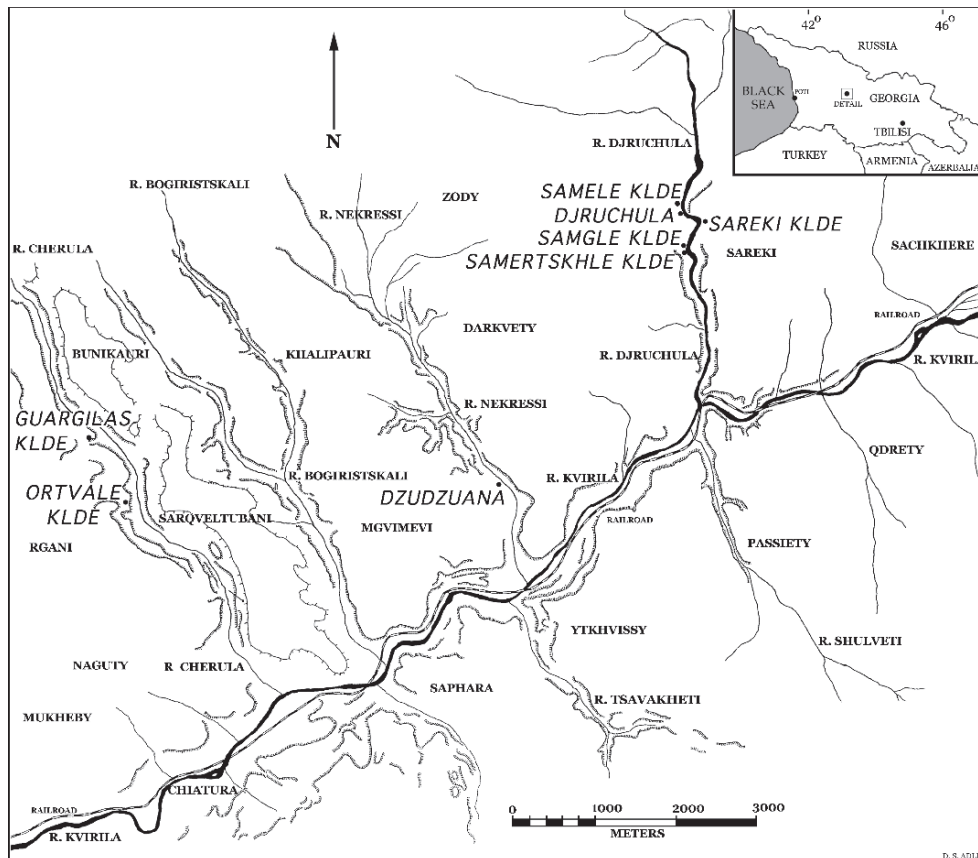 42°
46°
RUSSIA
BLACK
SEA
POTI
DETAIL
GEORGIA
TBILISI
TURKEY
ARMENIA
AZERBAIJA
N
R. DJRUCHULA
R. BOGIRISTSKALI
R. NEKRESSI
ZODY
SAMELE KLDE
DJRUCHULA
SAREKI KLDE
SAMGLE KLDE
SAMERTSKHLE KLDE
SAREKI
SACHKHERE
R. CHERULA
DARKVETY
RAILROAD
BUNIKAURI
KHALIPAURI
R. DJRUCHULA
R. KVIRIL
R. NEKRESSI
GUARGILAS
KLDE
QDRETY
R. BOGIRISTSKALI
R. KVIRILA
DZUDZUANA
ORTVALE
KLDE
SARQVELTUBANI
MGVIMEVI
RAILROAD
RGANI
PASSIETY
YTKHVISSY
R. SHULVETI
NAGUTY
R CHERULA
SAPHARA
R. TSAVAKHETI
MUKHEBY
CHIATURA
RAILROAD
R. KVIRILA
0 1000 2000 3000
METERS